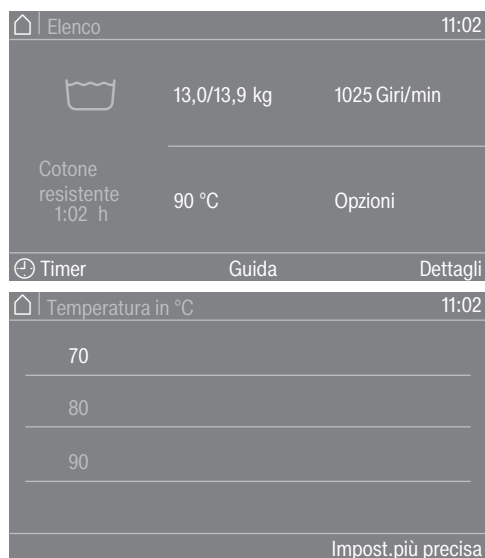 Elenco 11:02
13,0/13,9 kg 1025 Giri/min
Cotone
resistente
1:02 h
90 °C Opzioni
Timer Guida Dettagli
Temperatura in °C 11:02
70
80
90
Impost.più precisa